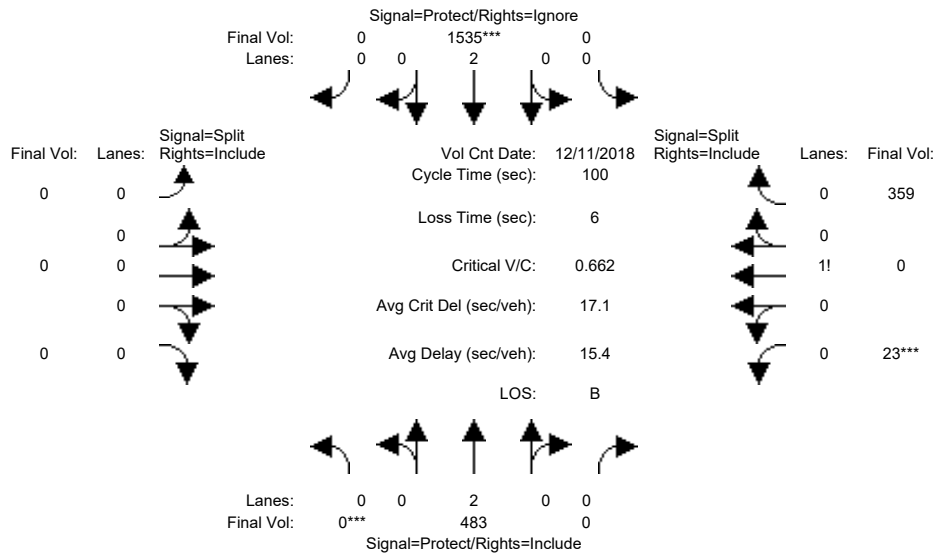 Signal=Protect/Rights=Ignore
Final Vol: 0 1535*** 0
Lanes: 0 0 2 0 0
Signal=Split Signal=Split
Final Vol: Lanes: Rights=Include Vol Cnt Date: 12/11/2018 Rights=Include Lanes: Final Vol:
Cycle Time (sec): 100
0 0 0 359
Loss Time (sec): 6
0 0
0 0 Critical V/C: 0.662 1! 0
0 Avg Crit Del (sec/veh): 17.1 0
0 0 Avg Delay (sec/veh): 15.4 0 23***
LOS: B
Lanes: 0 0 2 0 0
Final Vol: 0*** 483 0
Signal=Protect/Rights=Include